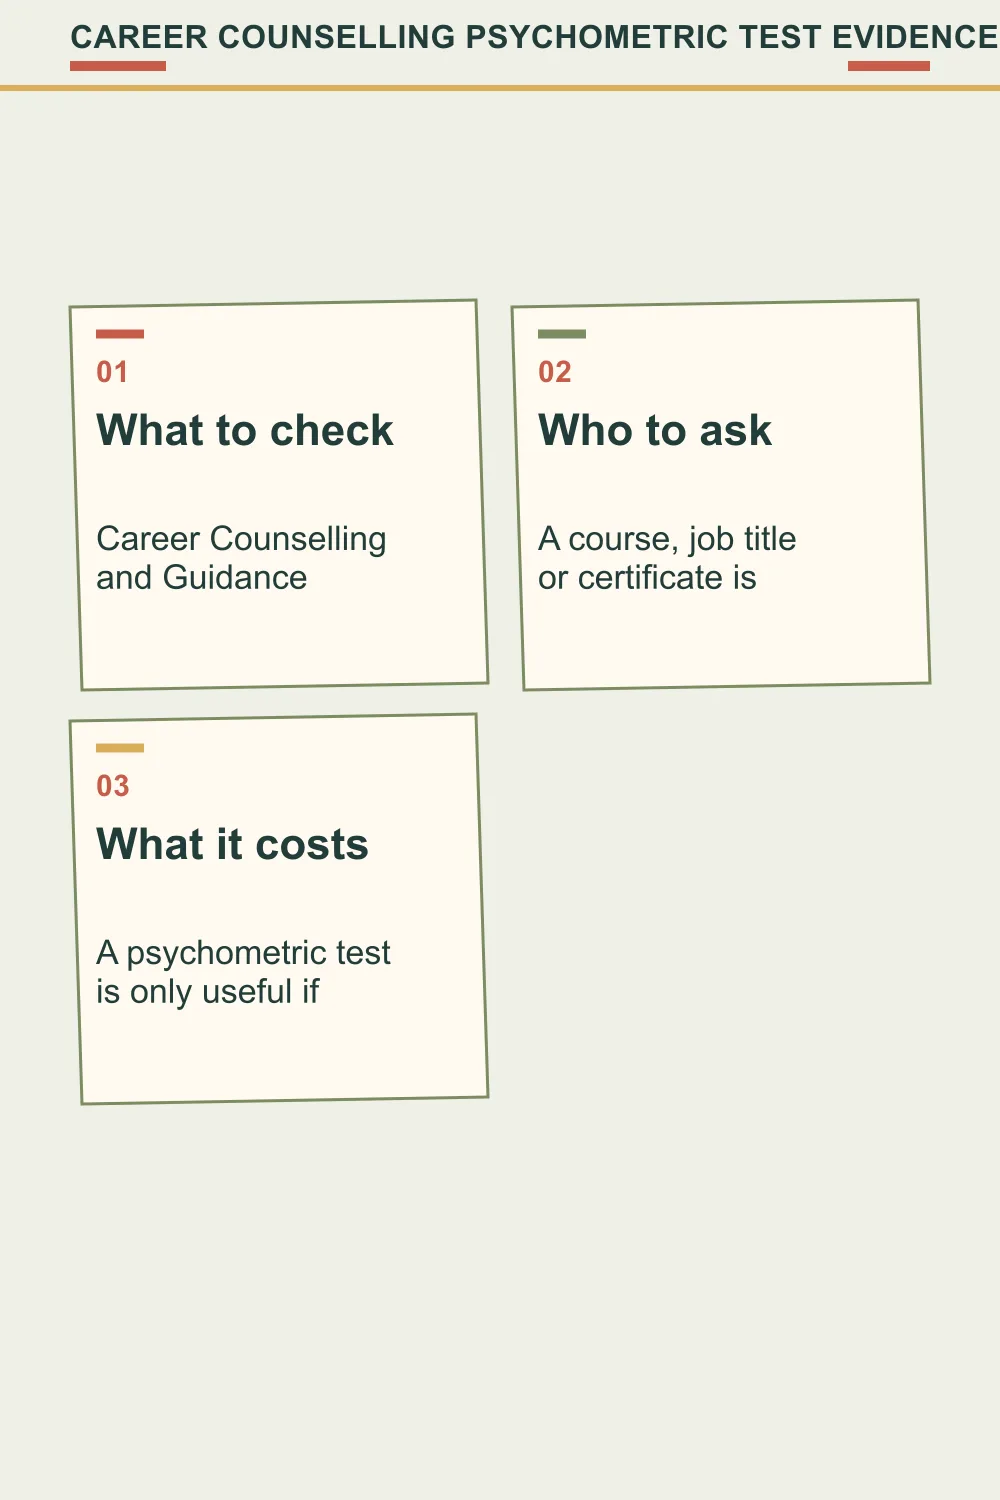 CAREER COUNSELLING PSYCHOMETRIC TEST EVIDENCE
01
What to check
Career Counselling
and Guidance
02
Who to ask
A course, job title
or certificate is
03
What it costs
A psychometric test
is only useful if